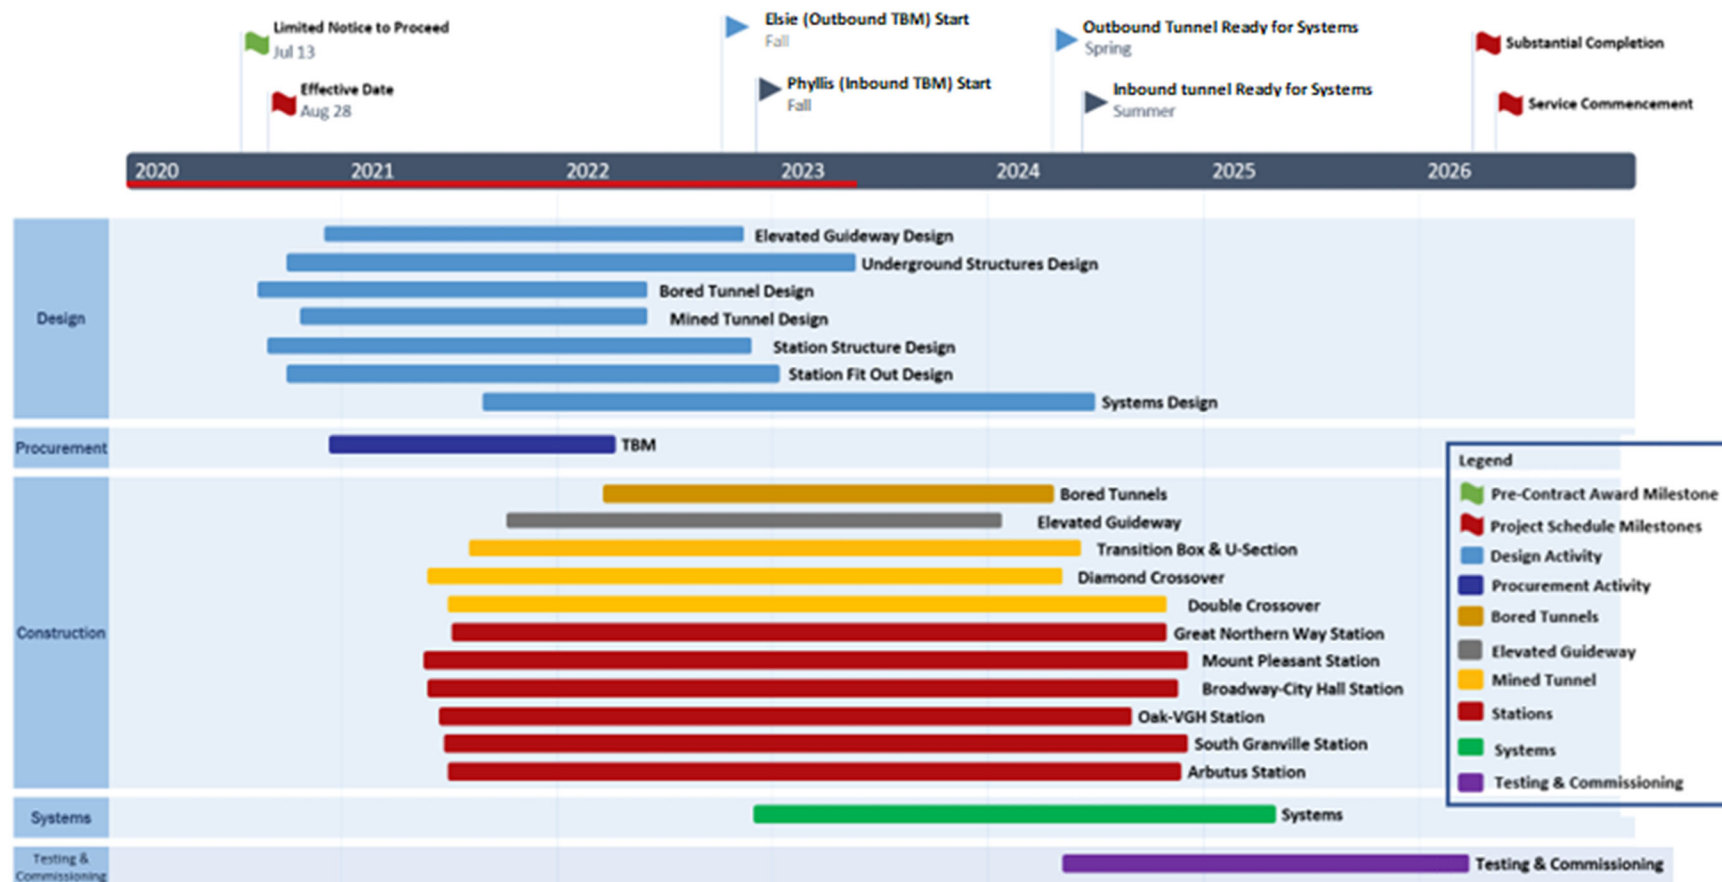 Limited Notice to Proceed
Jul 13
Effective Date
Aug 28
Elsie (Outbound TBM) Start
Fall
Phyllis (Inbound TBM) Start
Fall
Outbound Tunnel Ready for Systems
Spring
Inbound tunnel Ready for Systems
Summer
Substantial Completion
Service Commencement
2020 2021 2022 2023 2024 2025 2026
Design
Elevated Guideway Design
Underground Structures Design
Bored Tunnel Design
Mined Tunnel Design
Station Structure Design
Station Fit Out Design
Systems Design
Procurement
TBM
Construction
Bored Tunnels
Elevated Guideway
Transition Box & U-Section
Diamond Crossover
Double Crossover
Great Northern Way Station
Mount Pleasant Station
Broadway-City Hall Station
Oak-VGH Station
South Granville Station
Arbutus Station
Systems
Systems
Testing &
Commissioning
Testing & Commissioning
Legend
Pre-Contract Award Milestone
Project Schedule Milestones
Design Activity
Procurement Activity
Bored Tunnels
Elevated Guideway
Mined Tunnel
Stations
Systems
Testing & Commissioning